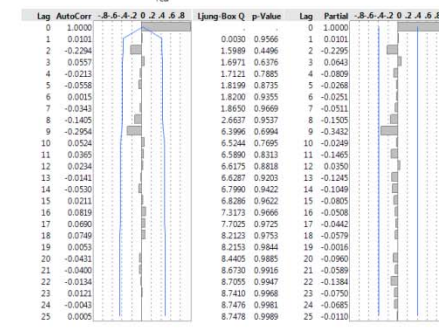 Lag AutoCorr -.8-.6-.4-.2 0 .2 .4 .6 .8 Ljung-Box Q p-Value Lag Partial -.8-.6-.4-.2 0 .2 .4 .6 .8
0 1.0000 . . 0 1.0000
1 0.0101 0.0030 0.9566 1 0.0101
2 -0.2294 1.5989 0.4496 2 -0.2295
3 0.0557 1.6971 0.6376 3 0.0643
4 -0.0213 1.7121 0.7885 4 -0.0809
5 -0.0558 1.8199 0.8735 5 -0.0268
6 0.0015 1.8200 0.9355 6 -0.0251
7 -0.0343 1.8650 0.9669 7 -0.0511
8 -0.1405 2.6637 0.9537 8 -0.1505
9 -0.2954 6.3996 0.6994 9 -0.3432
10 0.0524 6.5244 0.7695 10 -0.0249
11 0.0365 6.5890 0.8313 11 -0.1465
12 0.0234 6.6175 0.8818 12 0.0350
13 -0.0141 6.6287 0.9203 13 -0.1245
14 -0.0530 6.7990 0.9422 14 -0.1049
15 0.0211 6.8286 0.9622 15 -0.0805
16 0.0819 7.3173 0.9666 16 -0.0508
17 0.0690 7.7025 0.9725 17 -0.0442
18 0.0749 8.2123 0.9753 18 -0.0579
19 0.0053 8.2153 0.9844 19 -0.0016
20 -0.0431 8.4405 0.9885 20 -0.0960
21 -0.0400 8.6730 0.9916 21 -0.0589
22 -0.0134 8.7055 0.9947 22 -0.1384
23 0.0121 8.7410 0.9968 23 -0.0750
24 -0.0043 8.7476 0.9981 24 -0.0685
25 0.0005 8.7478 0.9989 25 -0.0110